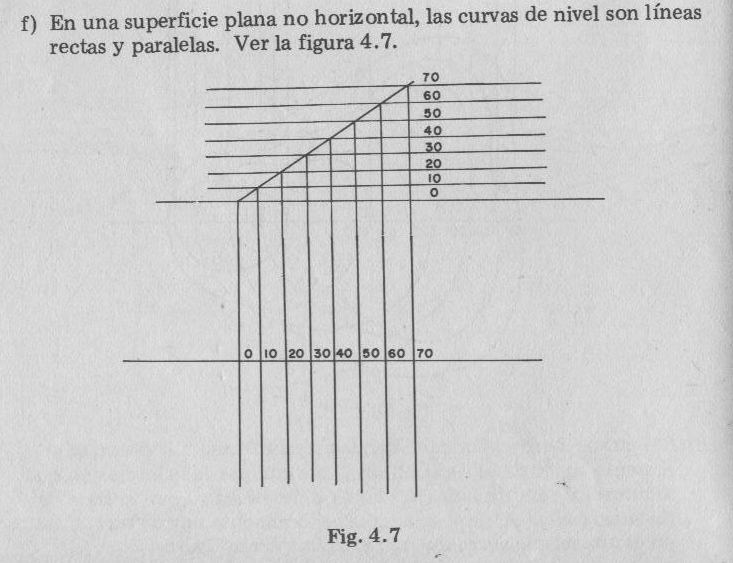 f) En una superficie plana no horizontal, las curvas de nivel son líneas
rectas y paralelas. Ver la figura 4.7.
70
60
50
40
30
20
10
0
0 10 20 30 40 50 60 70
Fig. 4.7